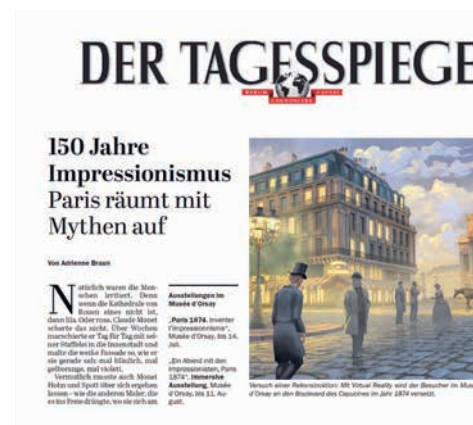 DER TAGESSPIEGE
150 Jahre
Impressionismus
Paris räumt mit
Mythen auf
Von Adrienne Braun
Natürlich waren die Men-
schen irritiert. Denn
wenn die Kathedrale von
Rouen eines nicht ist,
dann lila. Oder rosa. Claude Monet
scherte das nicht. Über Wochen
marschierte er Tag für Tag mit sei-
ner Staffelei in die Innenstadt und
malte die weiße Fassade so, wie er
sie gerade sah: mal bläulich, mal
gelborange, mal violett.
Vermutlich musste auch Monet
Hohn und Spott über sich ergehen
lassen – wie die anderen Maler, die
es ins Freie drängte, wo sie sich am
Ausstellungen im
Musée d'Orsay
„Paris 1874. Inventer
l'impressionnisme",
Musée d'Orsay, bis 14.
Juli.
„Ein Abend mit den
Impressionisten, Paris
1874". Immersive
Ausstellung, Musée
d'Orsay, bis 11. Au-
gust.
Versuch einer Rekonstruktion: Mit Virtual Reality wird der Besucher im Mus
d'Orsay an den Boulevard des Capucines im Jahr 1874 versetzt.